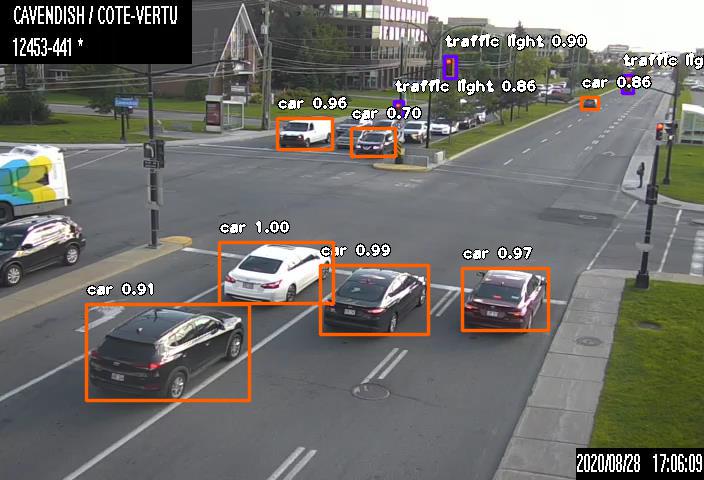 CAVENDISH / COTE-VERTU
12453-441 *
traffic light 0.90
traffic li
traffic light 0.86
car 0.86
car 0.96
car 0.70
car 1.00
car 0.99
car 0.97
car 0.91
2020/08/28 17:06:09